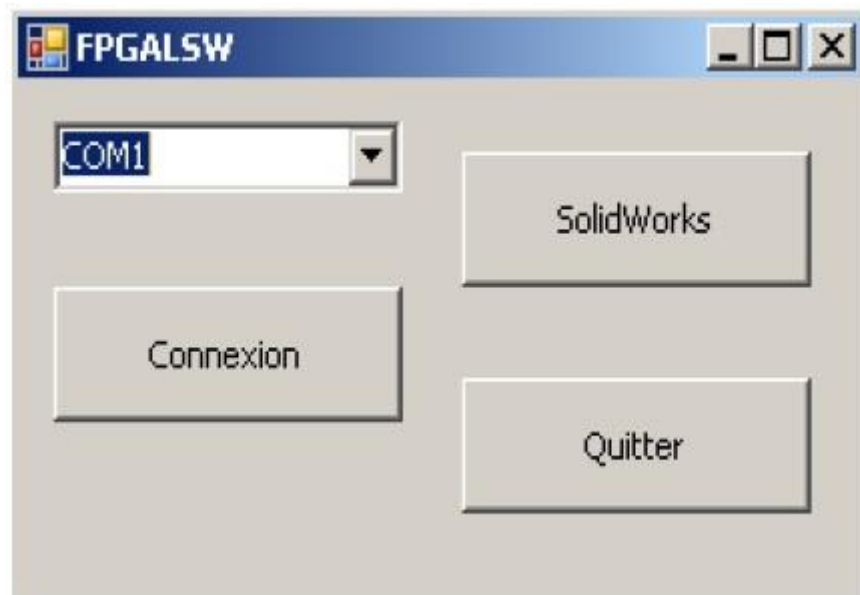 FPGALSW
COM1
SolidWorks
Connexion
Quitter